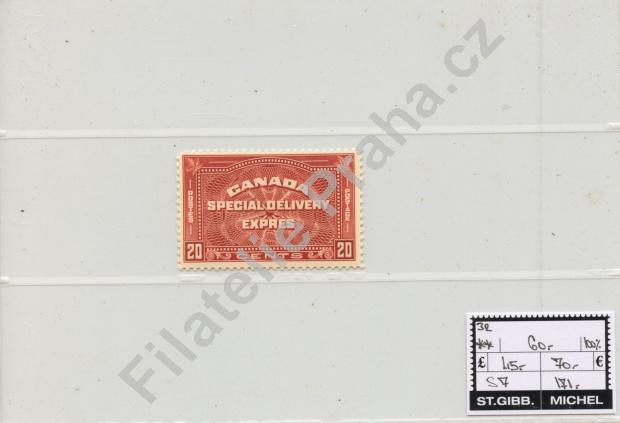 CANADA
SPECIAL DELIVERY
EXPRES
POSTES
POSTAGE
20 CENTS 20
Filatelie Praha.cz
32
** 60,- 100%
£ 45,- 70,- €
S7 171,-
ST.GIBB. MICHEL